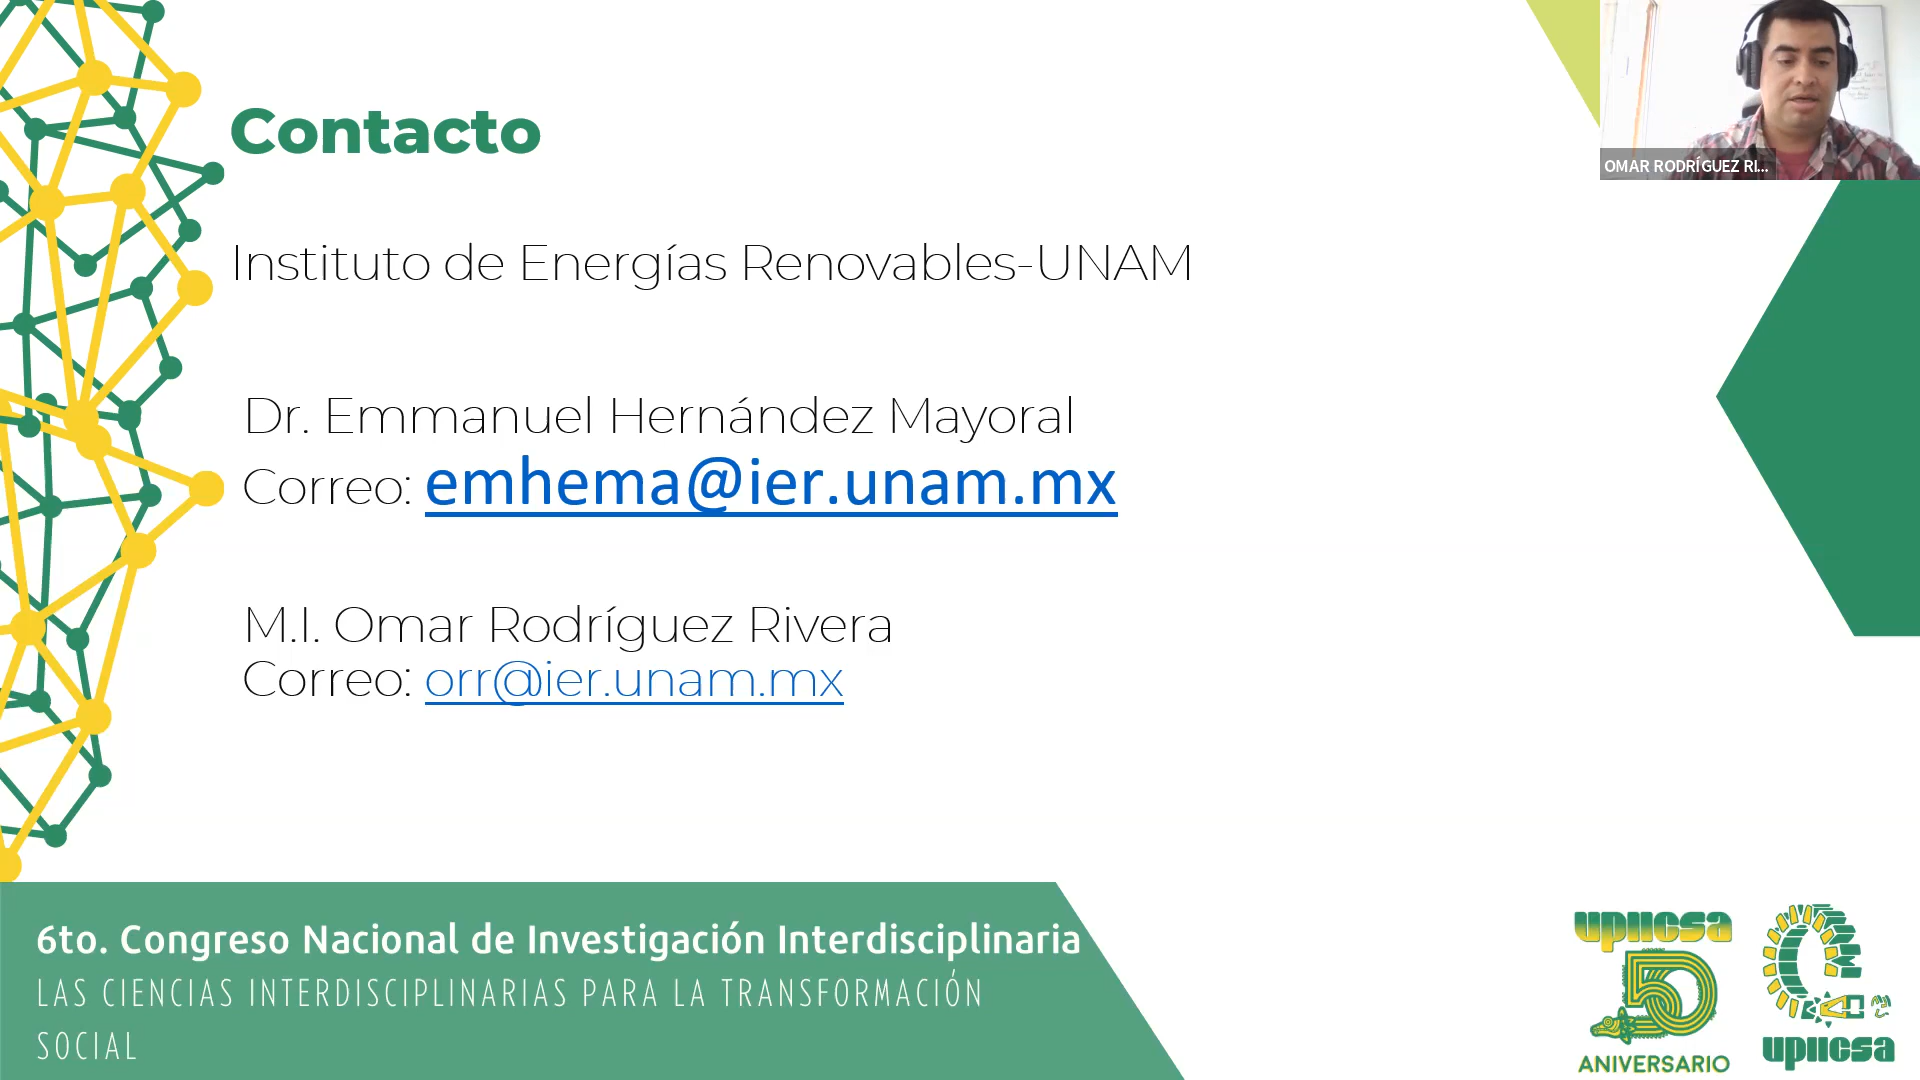 Contacto
OMAR RODRÍGUEZ RI...
Instituto de Energías Renovables-UNAM
Dr. Emmanuel Hernández Mayoral
Correo: emhema@ier.unam.mx
M.I. Omar Rodríguez Rivera
Correo: orr@ier.unam.mx
6to. Congreso Nacional de Investigación Interdisciplinaria
LAS CIENCIAS INTERDISCIPLINARIAS PARA LA TRANSFORMACIÓN
SOCIAL
upiicsa
50
ANIVERSARIO
upiicsa